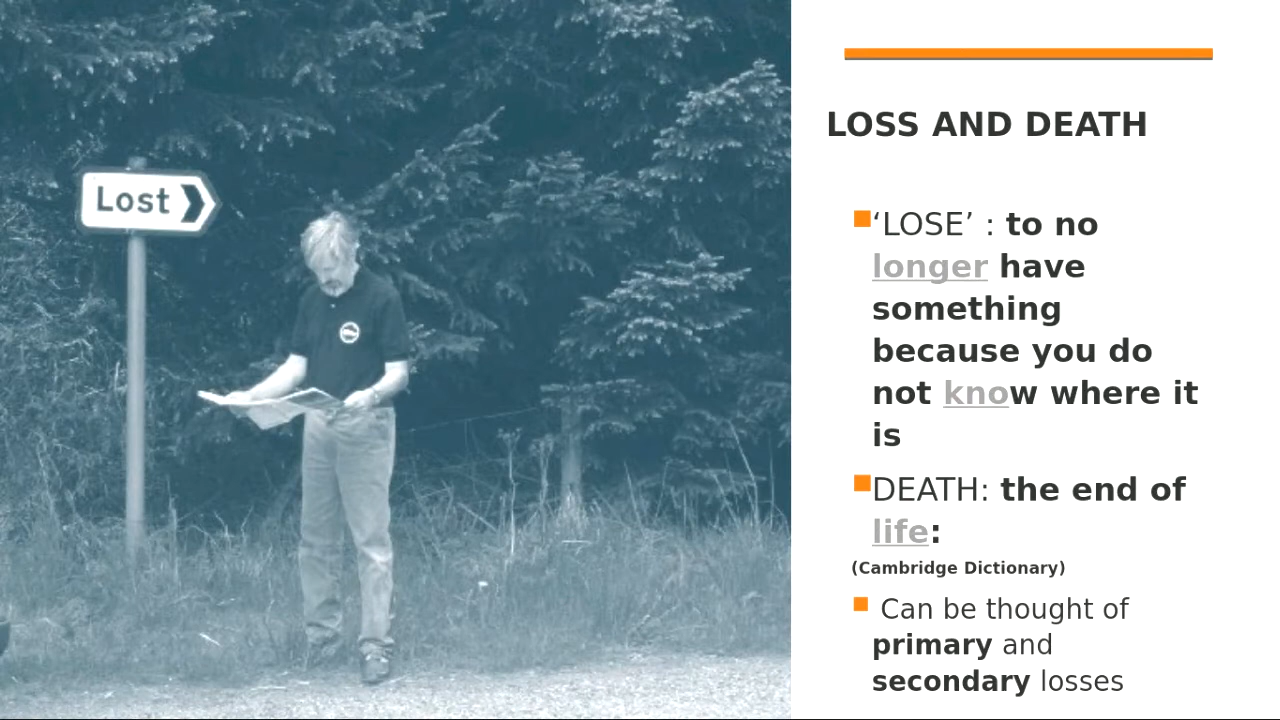 Lost
LOSS AND DEATH
‘LOSE’ : to no
longer have
something
because you do
not know where it
is
DEATH: the end of
life:
(Cambridge Dictionary)
Can be thought of
primary and
secondary losses